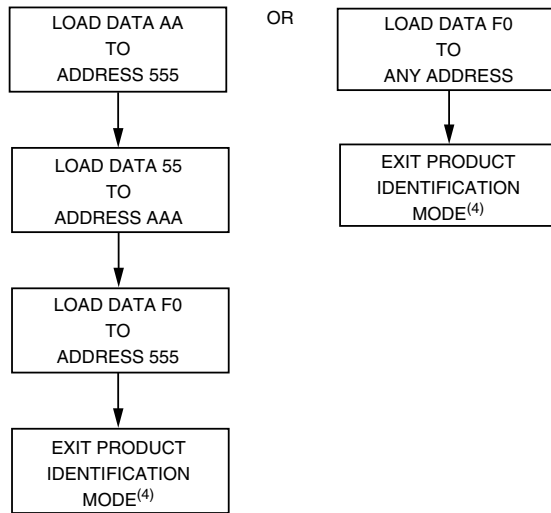 LOAD DATA AA
TO
ADDRESS 555
LOAD DATA 55
TO
ADDRESS AAA
LOAD DATA F0
TO
ADDRESS 555
EXIT PRODUCT
IDENTIFICATION
MODE(4)
OR
LOAD DATA F0
TO
ANY ADDRESS
EXIT PRODUCT
IDENTIFICATION
MODE(4)